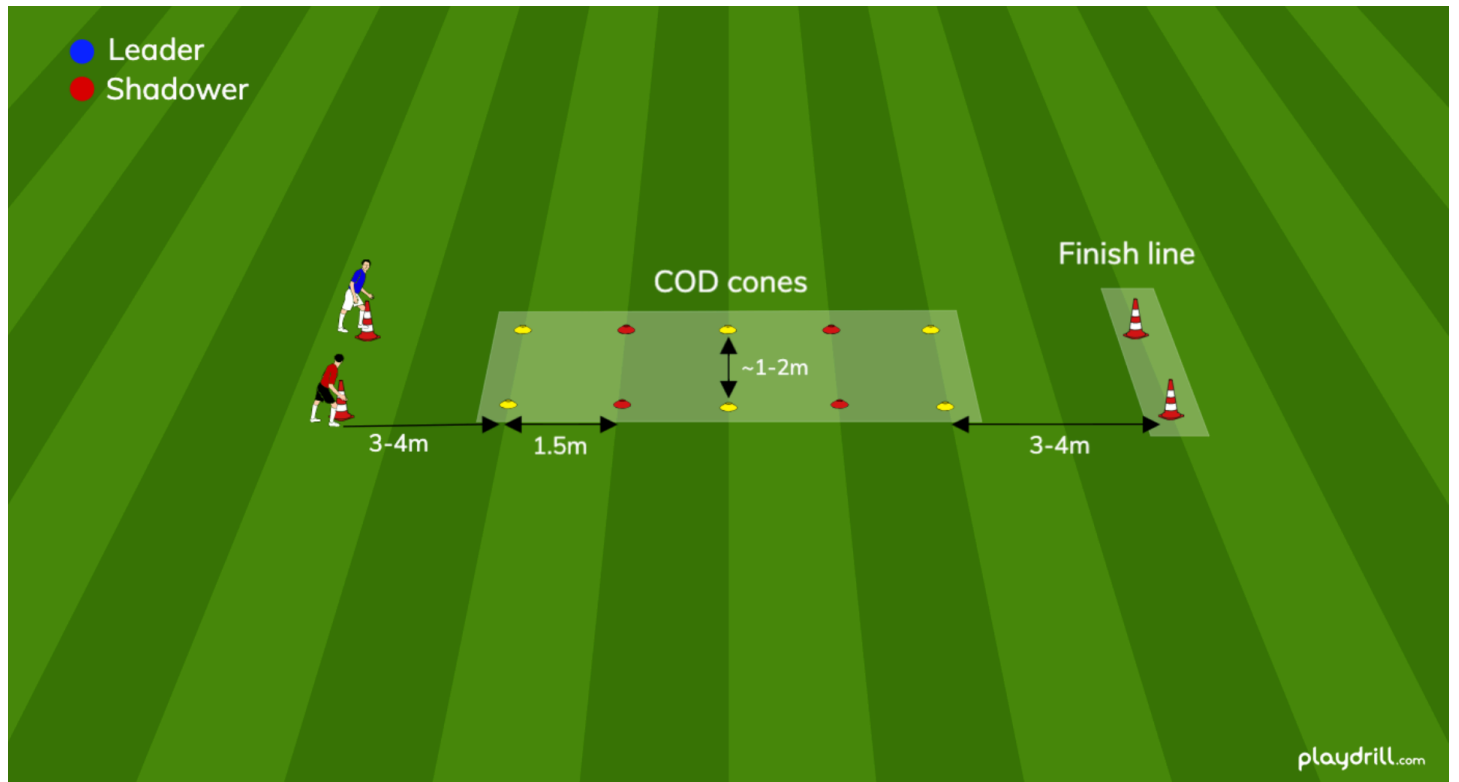 Leader
Shadower
Finish line
COD cones
~1-2m
3-4m
1.5m
3-4m
playdrill.com